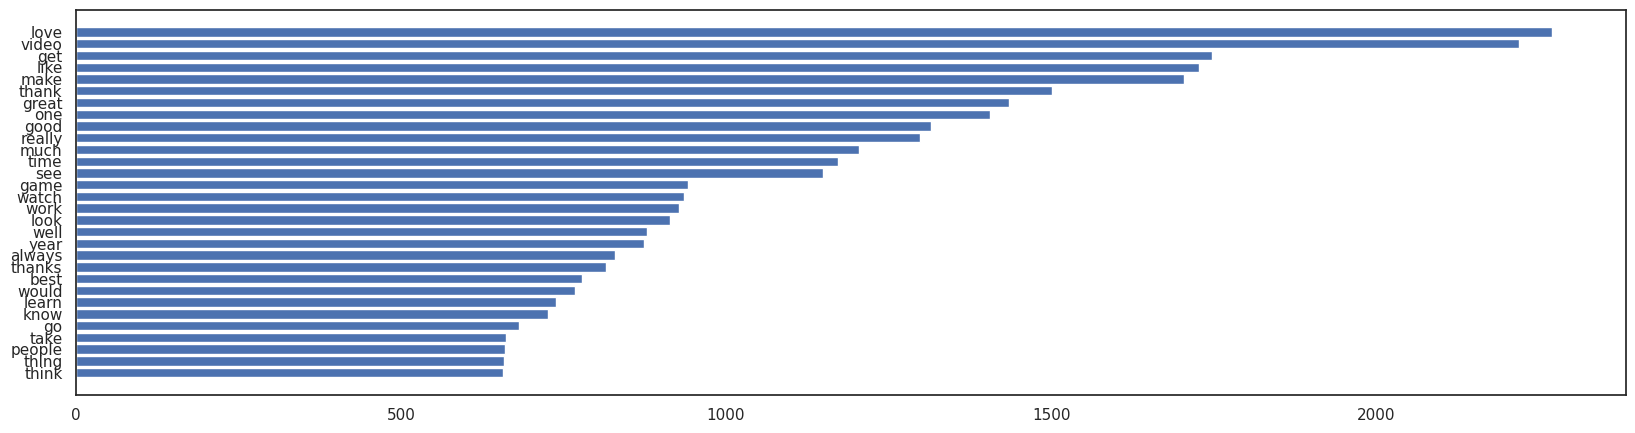 love
video
get
like
make
thank
great
one
good
really
much
time
see
game
watch
work
look
well
year
always
thanks
best
would
learn
know
go
take
people
thing
think
0 500 1000 1500 2000